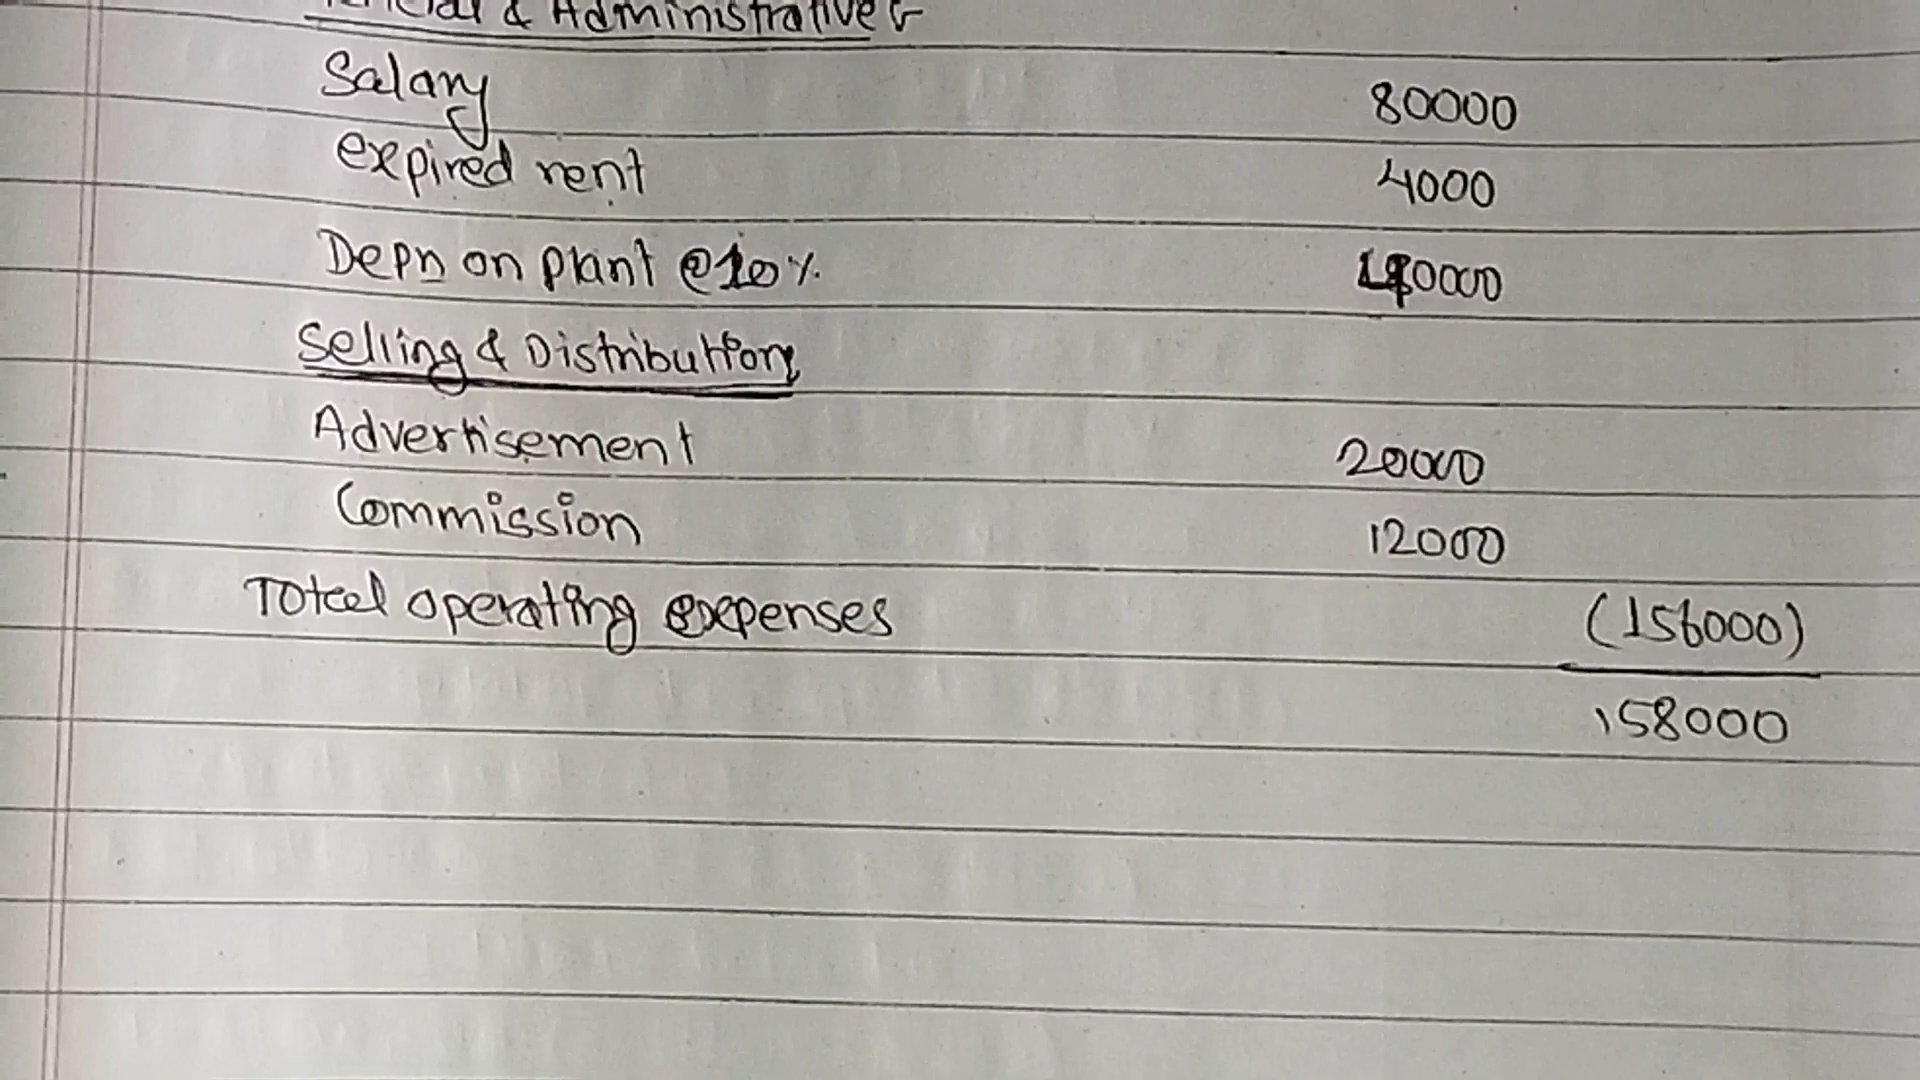 & Administrative
Salary 80000
expired rent 4000
Depn on plant @10%. 40000
Selling & Distribution
Advertisement 20000
Commission 12000
Total operating expenses (156000)
158000